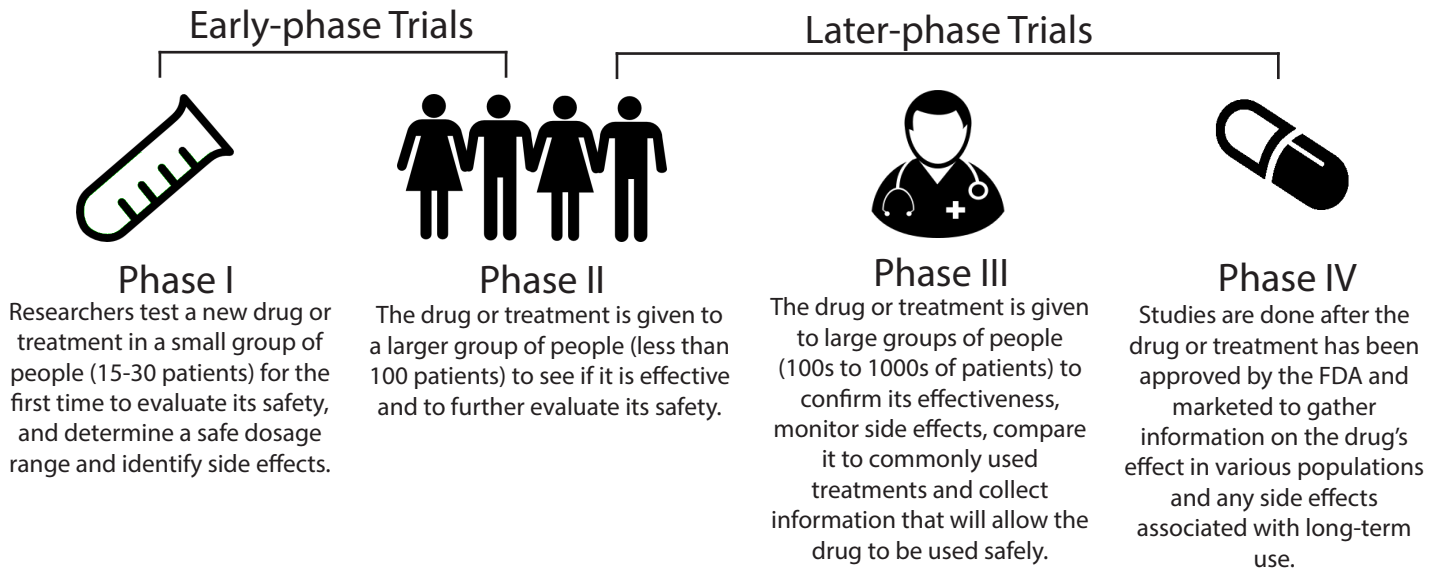 Early-phase Trials
Later-phase Trials
Phase I
Researchers test a new drug or
treatment in a small group of
people (15-30 patients) for the
first time to evaluate its safety,
and determine a safe dosage
range and identify side effects.
Phase II
The drug or treatment is given to
a larger group of people (less than
100 patients) to see if it is effective
and to further evaluate its safety.
Phase III
The drug or treatment is given
to large groups of people
(100s to 1000s of patients) to
confirm its effectiveness,
monitor side effects, compare
it to commonly used
treatments and collect
information that will allow the
drug to be used safely.
Phase IV
Studies are done after the
drug or treatment has been
approved by the FDA and
marketed to gather
information on the drug's
effect in various populations
and any side effects
associated with long-term
use.